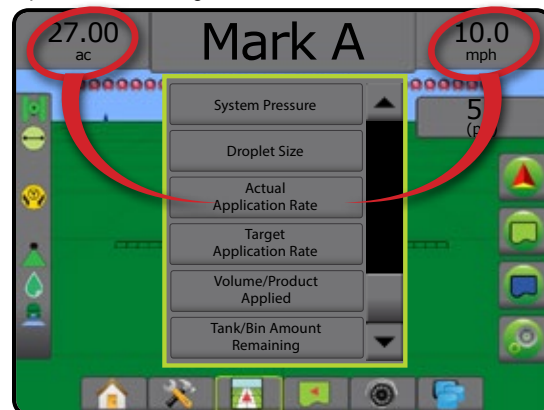 27.00
ac
Mark A
10.0
mph
5
System Pressure
Droplet Size
Actual
Application Rate
Target
Application Rate
Volume/Product
Applied
Tank/Bin Amount
Remaining